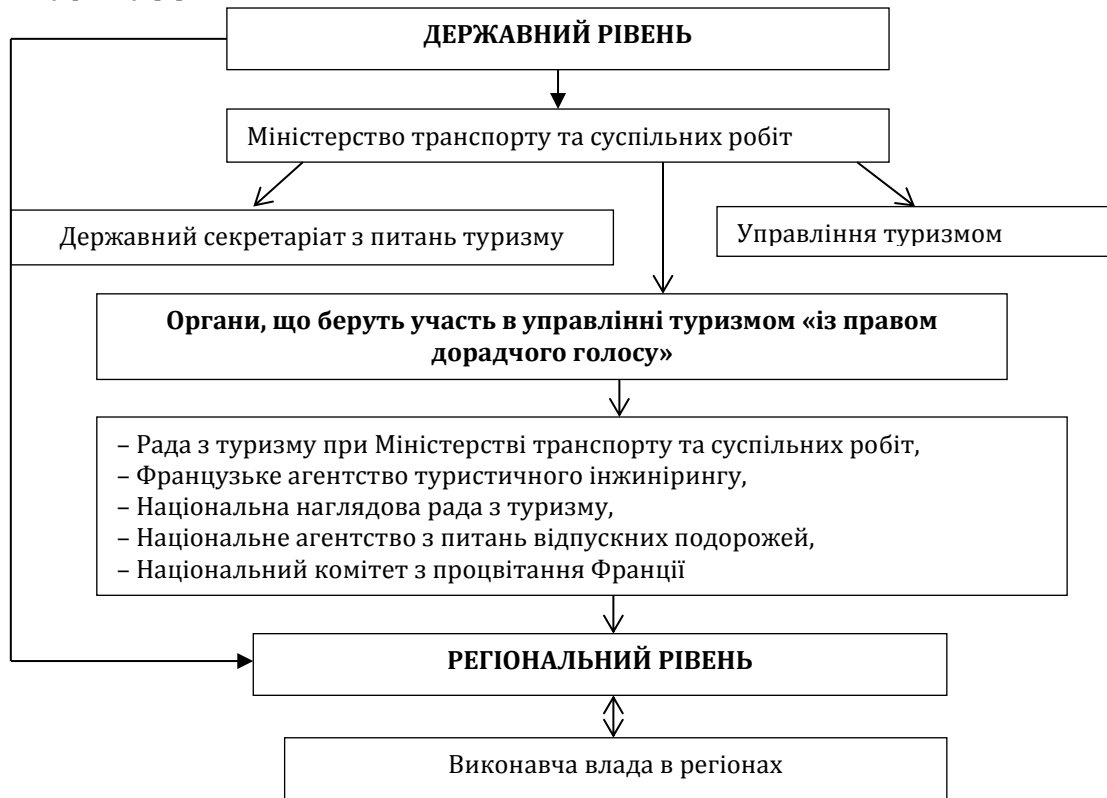 ДЕРЖАВНИЙ РІВЕНЬ
Міністерство транспорту та суспільних робіт
Державний секретаріат з питань туризму
Управління туризмом
Органи, що беруть участь в управлінні туризмом «із правом
дорадчого голосу»
– Рада з туризму при Міністерстві транспорту та суспільних робіт,
– Французьке агентство туристичного інжинірингу,
– Національна наглядова рада з туризму,
– Національне агентство з питань відпускних подорожей,
– Національний комітет з процвітання Франції
РЕГІОНАЛЬНИЙ РІВЕНЬ
Виконавча влада в регіонах